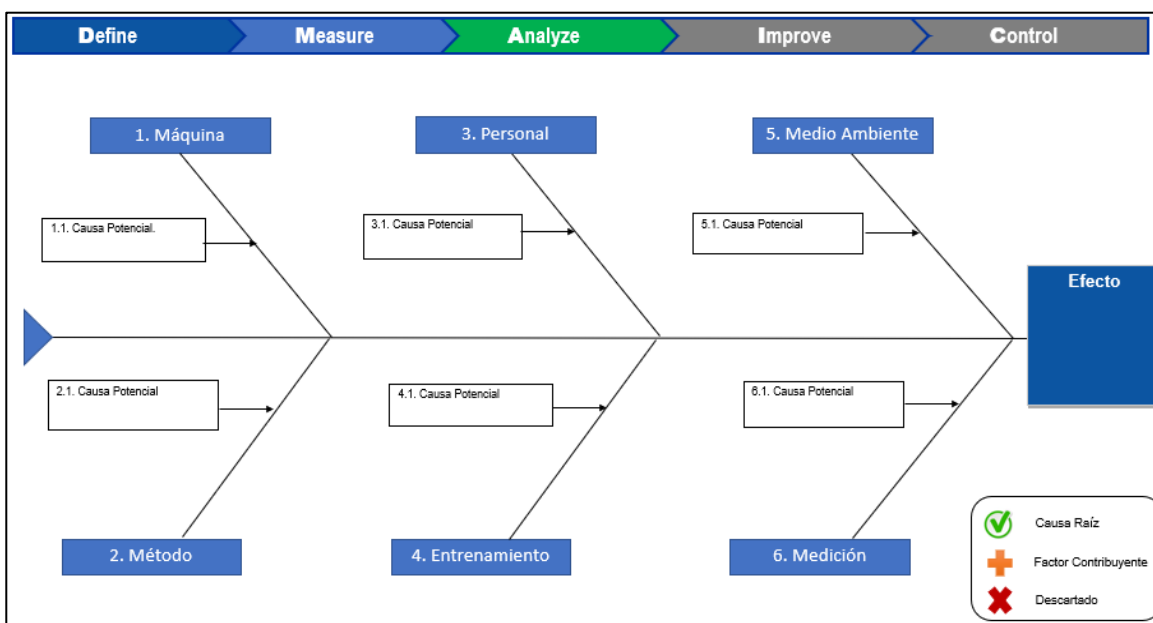 Define
Measure
Analyze
Improve
Control
1. Máquina
3. Personal
5. Medio Ambiente
1.1. Causa Potencial.
3.1. Causa Potencial
5.1. Causa Potencial
Efecto
2.1. Causa Potencial
4.1. Causa Potencial
6.1. Causa Potencial
2. Método
4. Entrenamiento
6. Medición
Causa Raíz
Factor Contribuyente
Descartado